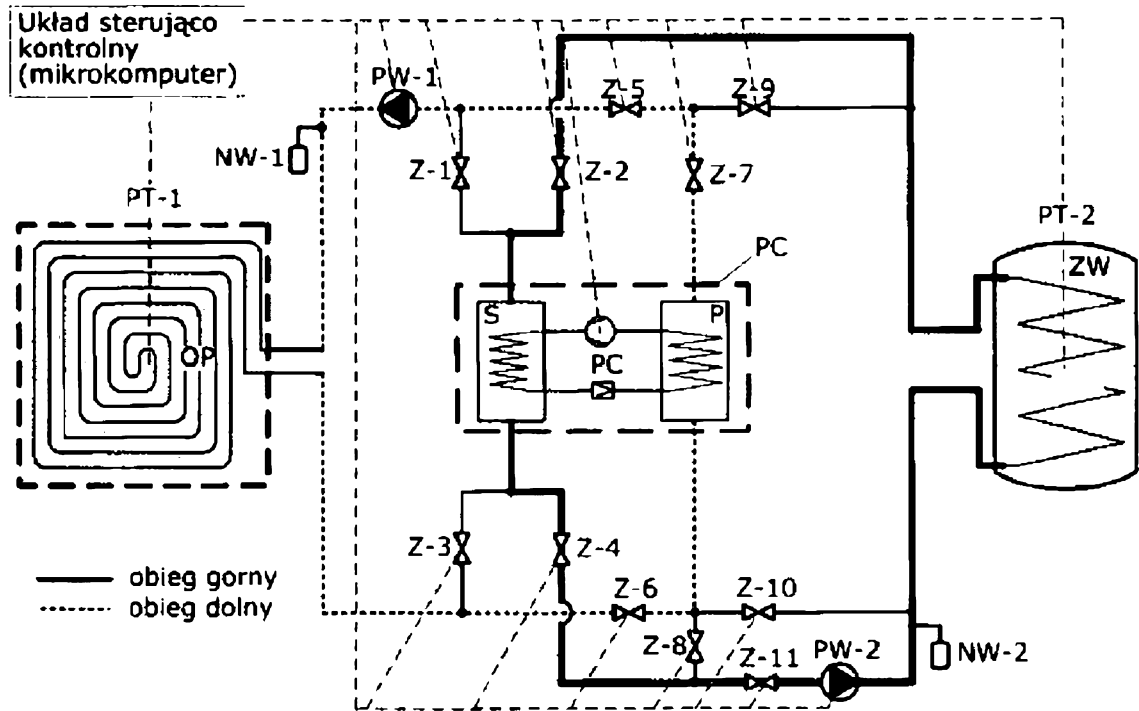 Układ sterująco
kontrolny
(mikrokomputer)
PW-1
Z-5
Z-9
NW-1
Z-1
Z-2
Z-7
PT-1
PT-2
PC
ZW
S
P
OP
PC
Z-3
Z-4
obieg gorny
obieg dolny
Z-6
Z-10
Z-8
Z-11
PW-2
NW-2